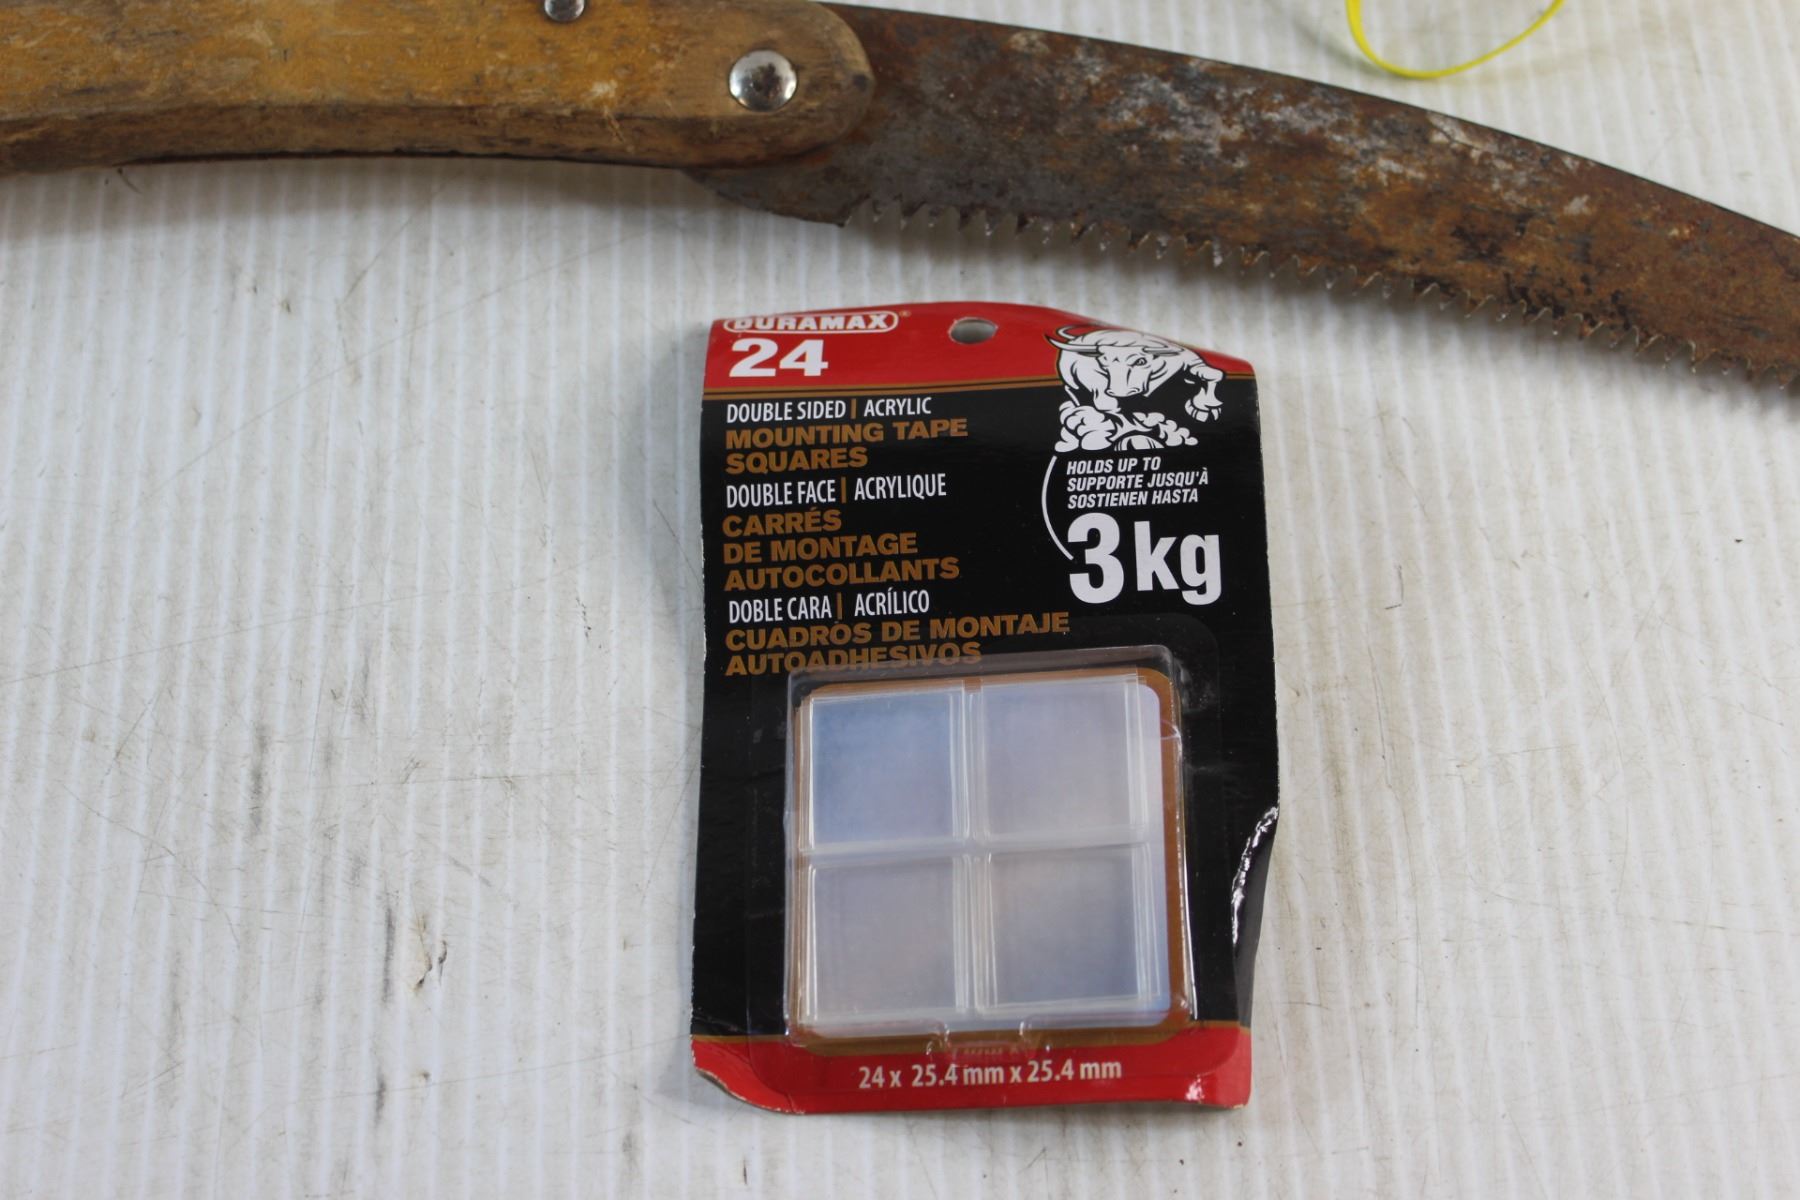 DURAMAX®
24
DOUBLE SIDED | ACRYLIC
MOUNTING TAPE
SQUARES
DOUBLE FACE | ACRYLIQUE
CARRÉS
DE MONTAGE
AUTOCOLLANTS
DOBLE CARA | ACRÍLICO
CUADROS DE MONTAJE
AUTOADHESIVOS
HOLDS UP TO
SUPPORTE JUSQU'À
SOSTIENEN HASTA
3kg
24 x 25.4 mm x 25.4 mm